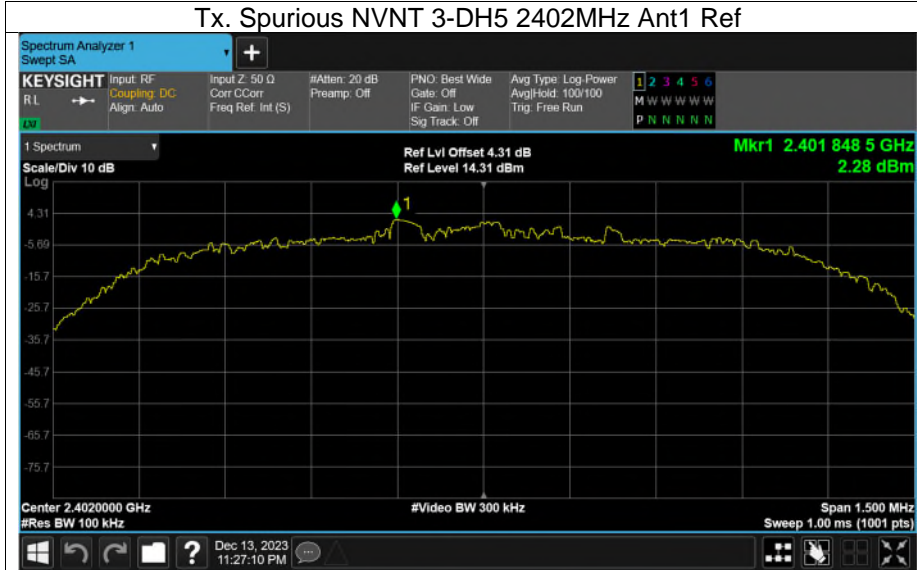 Tx. Spurious NVNT 3-DH5 2402MHz Ant1 Ref
Spectrum Analyzer 1
Swept SA
+
KEYSIGHT
RL
LXI
Input: RF
Coupling: DC
Align: Auto
Input Z: 50 Ω
Corr CCorr
Freq Ref: Int (S)
#Atten: 20 dB
Preamp: Off
PNO: Best Wide
Gate: Off
IF Gain: Low
Sig Track: Off
Avg Type: Log-Power
Avg|Hold: 100/100
Trig: Free Run
1 2 3 4 5 6
M W W W W W
P N N N N N
1 Spectrum
Scale/Div 10 dB
Log
Ref Lvl Offset 4.31 dB
Ref Level 14.31 dBm
Mkr1 2.401 848 5 GHz
2.28 dBm
1
4.31
-5.69
-15.7
-25.7
-35.7
-45.7
-55.7
-65.7
-75.7
Center 2.4020000 GHz
#Res BW 100 kHz
#Video BW 300 kHz
Span 1.500 MHz
Sweep 1.00 ms (1001 pts)
?
Dec 13, 2023
11:27:10 PM